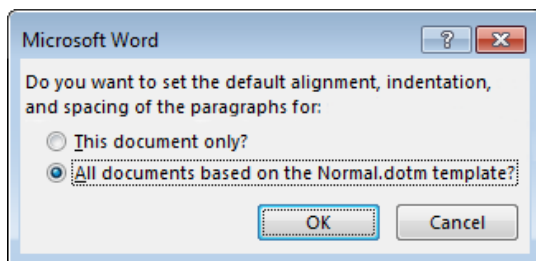 Microsoft Word
Do you want to set the default alignment, indentation,
and spacing of the paragraphs for:
This document only?
All documents based on the Normal.dotm template?
OK Cancel